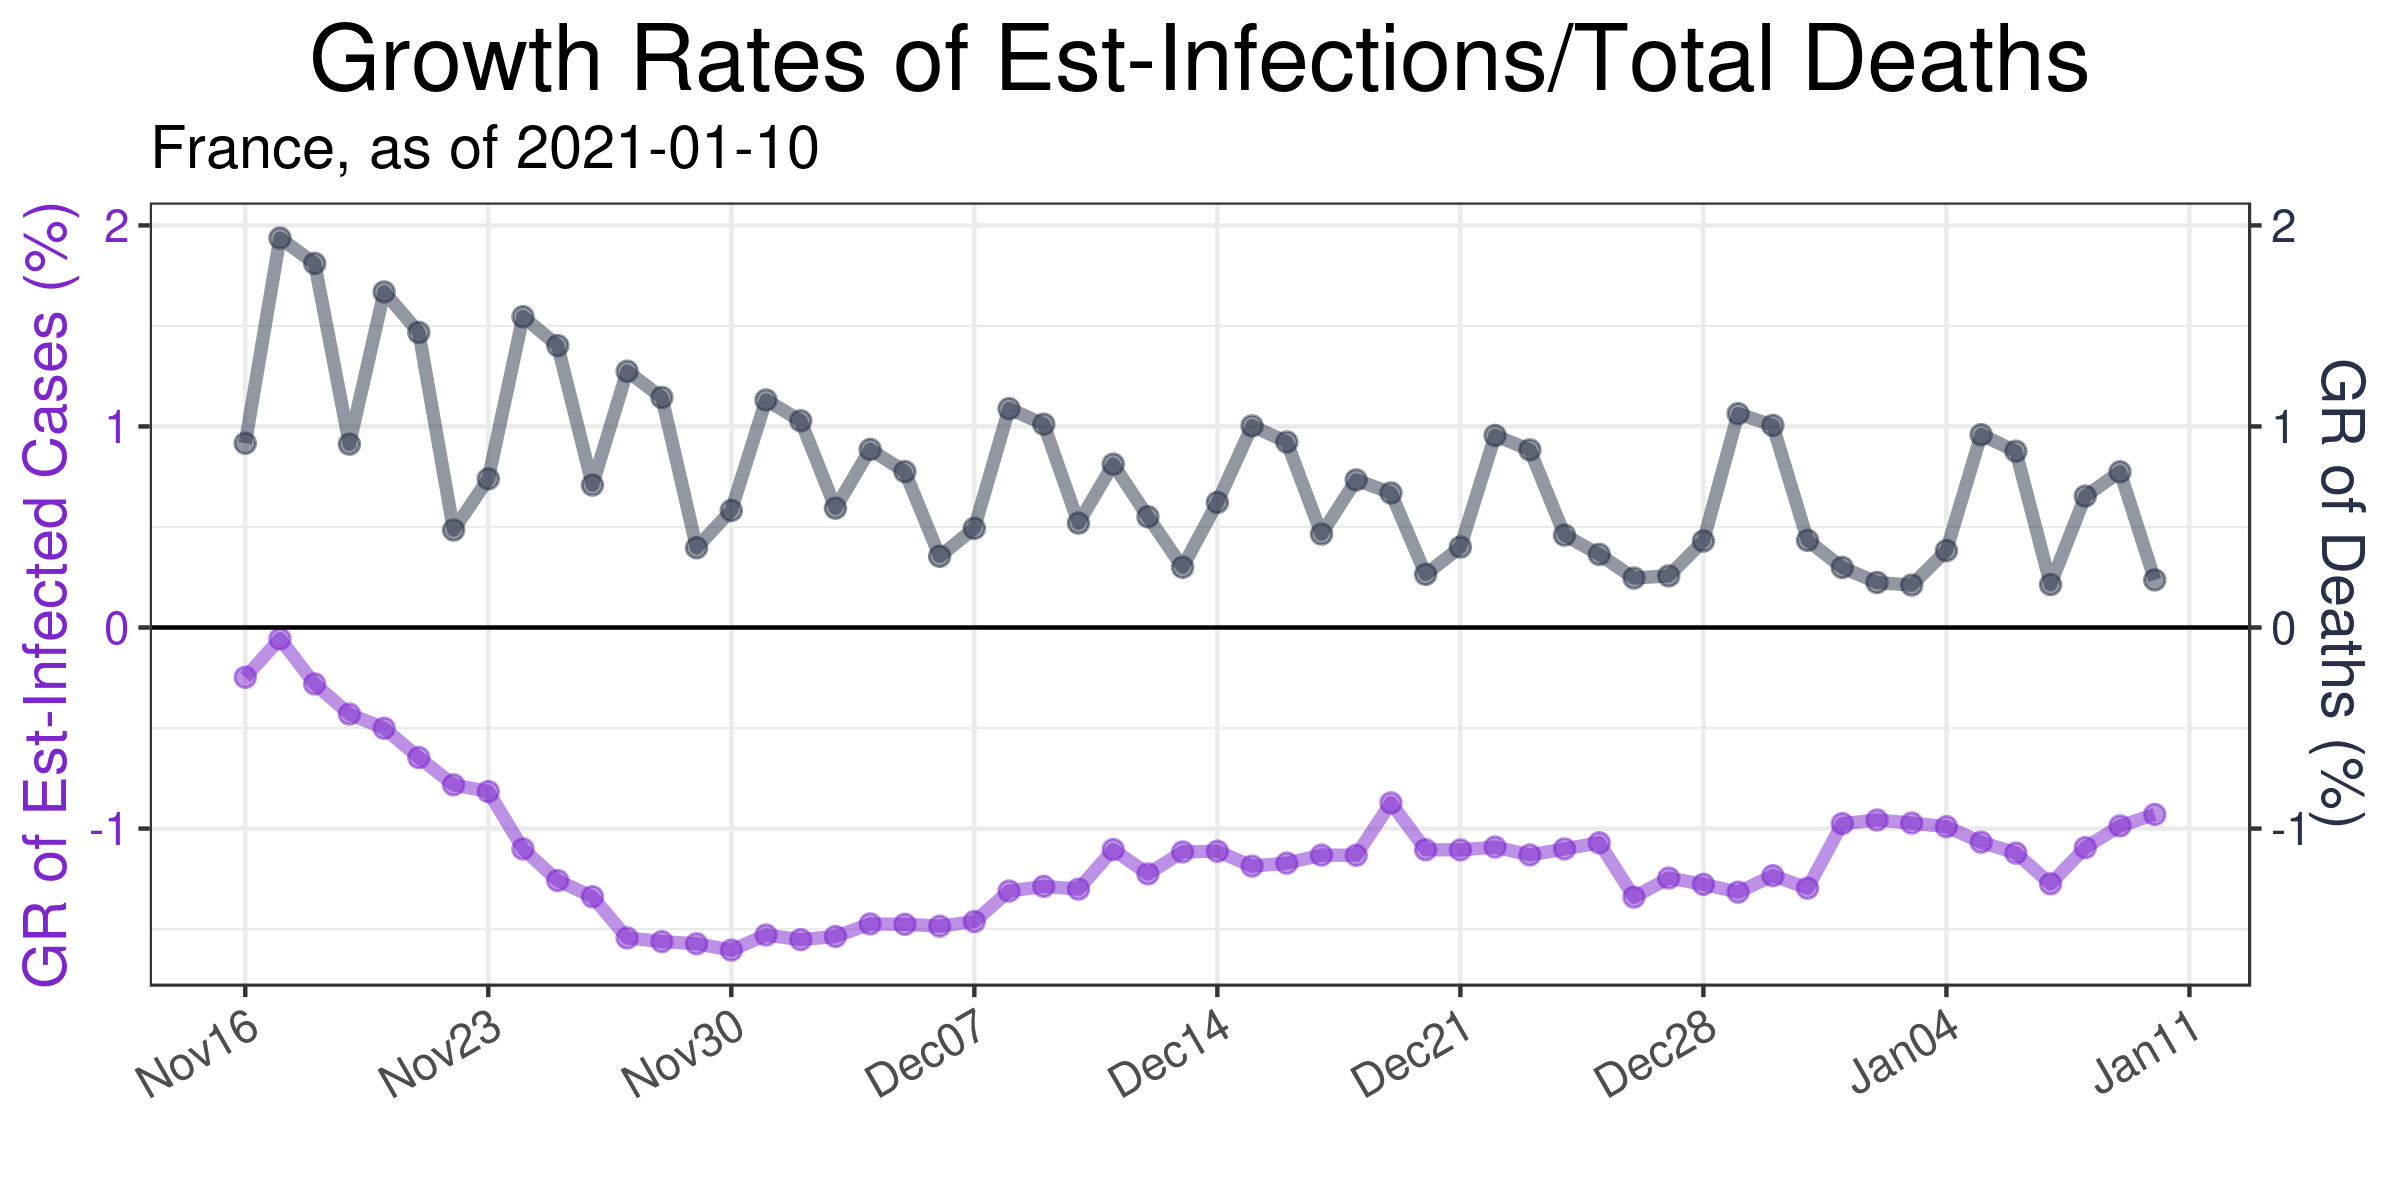 Growth Rates of Est-Infections/Total Deaths
France, as of 2021-01-10
GR of Est-Infected Cases (%)
2
1
0
-1
2
1
0
-1
GR of Deaths (%)
Nov16
Nov23
Nov30
Dec07
Dec14
Dec21
Dec28
Jan04
Jan11